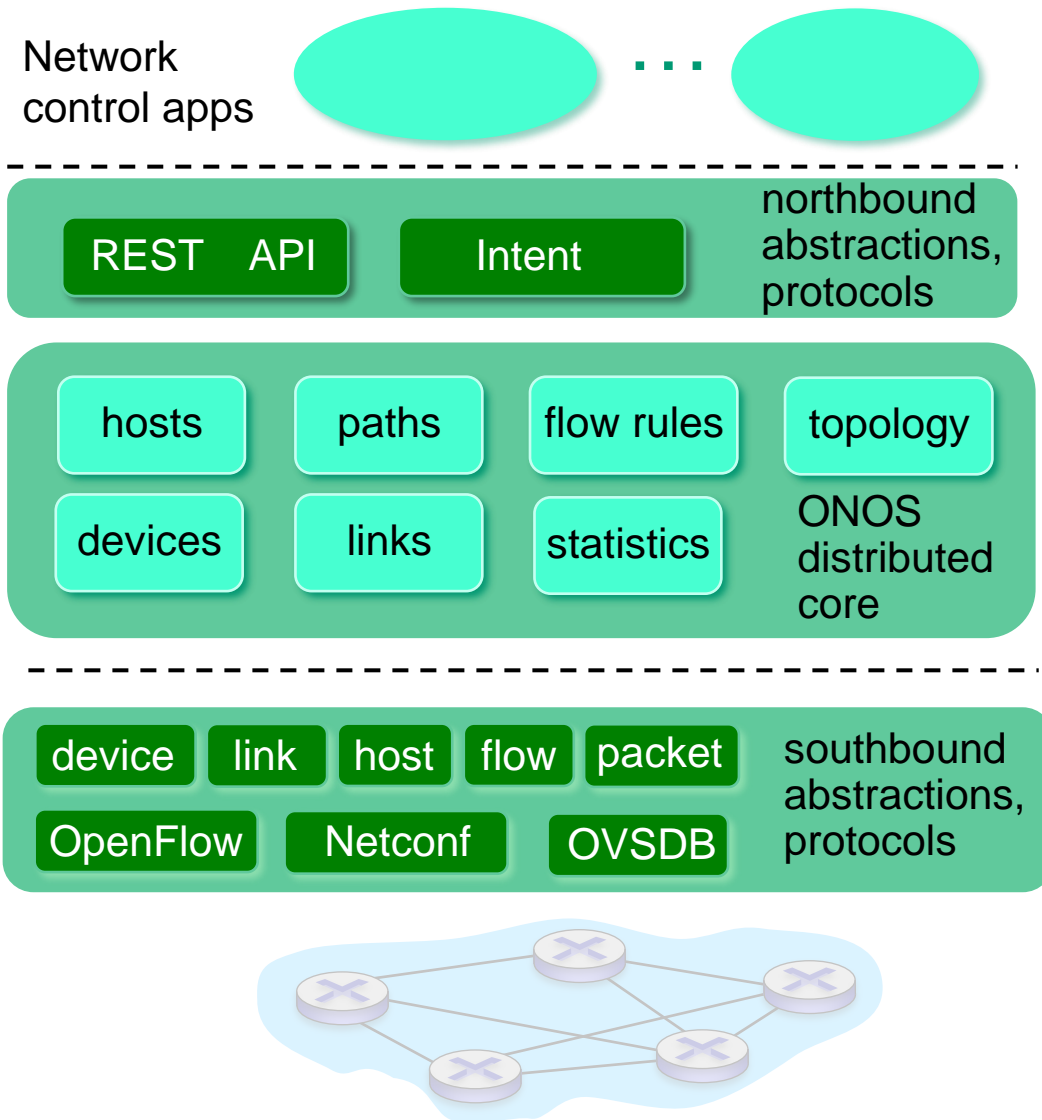 Network
control apps
. . .
REST API
Intent
northbound
abstractions,
protocols
hosts
paths
flow rules
topology
devices
links
statistics
ONOS
distributed
core
device
link
host
flow
packet
OpenFlow
Netconf
OVSDB
southbound
abstractions,
protocols